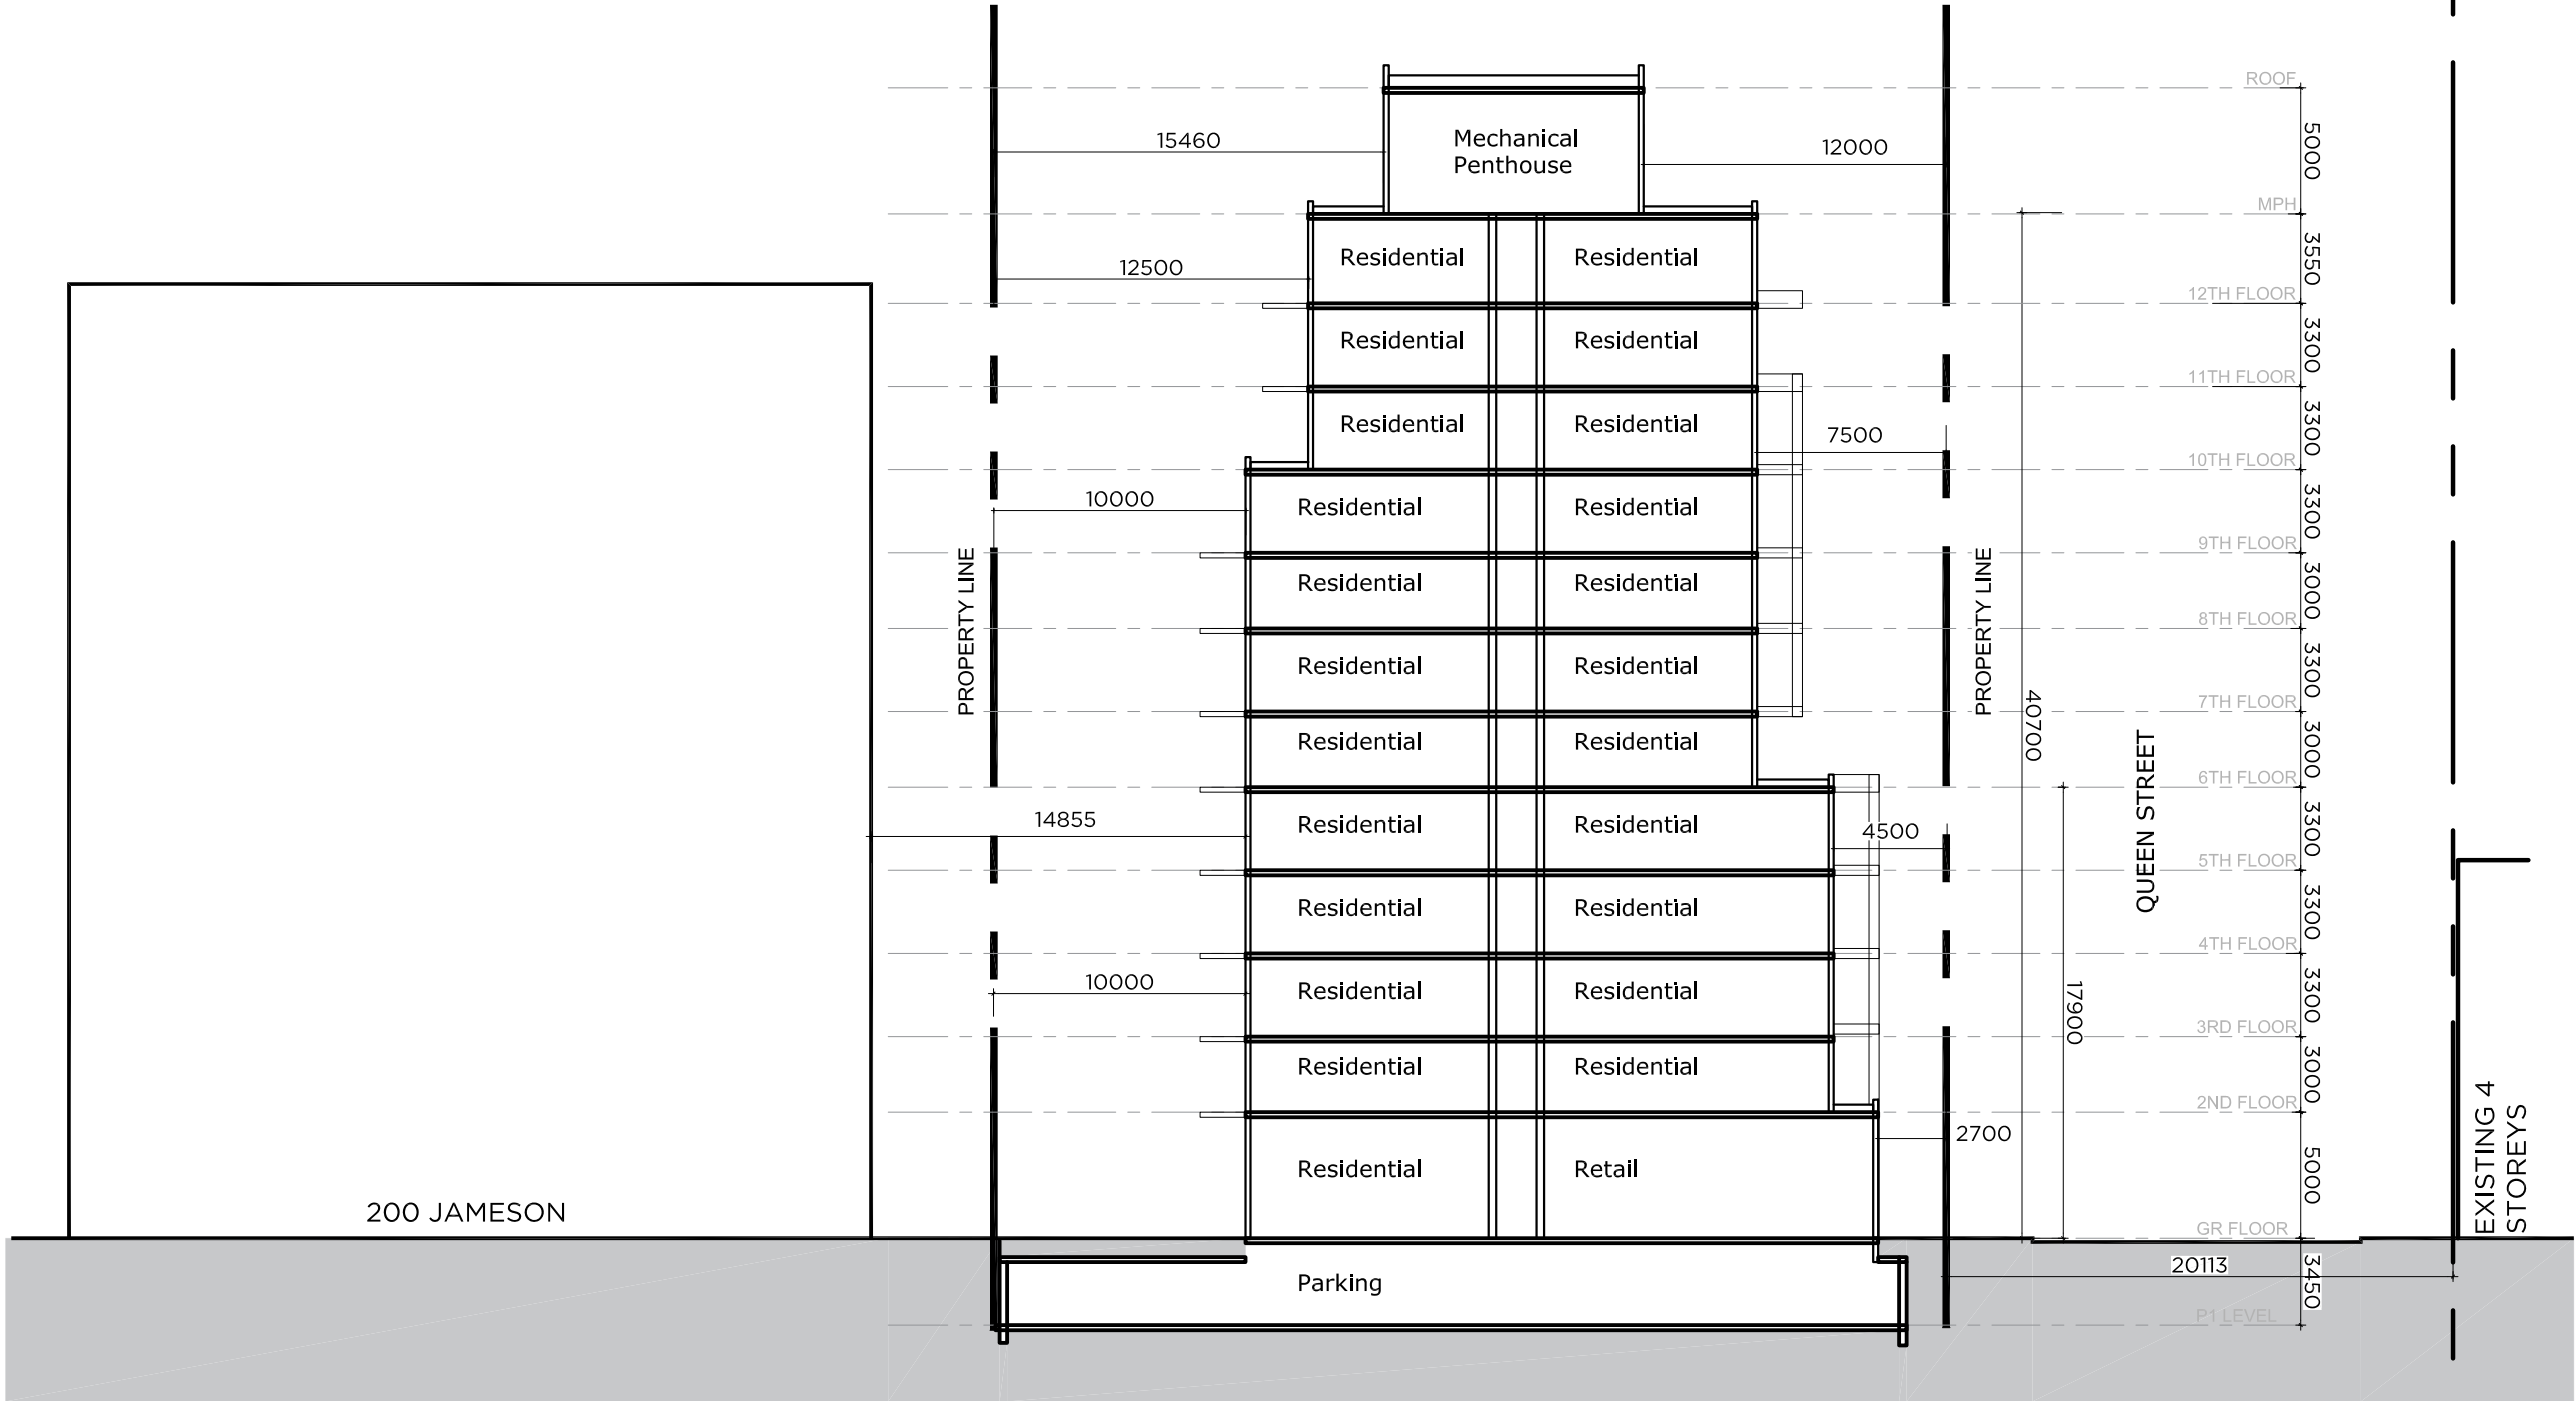 ROOF
5000
15460
Mechanical
Penthouse
12000
MPH
3550
Residential
Residential
12500
12TH FLOOR
3300
Residential
Residential
11TH FLOOR
3300
Residential
Residential
7500
10TH FLOOR
3300
10000
Residential
Residential
9TH FLOOR
3000
Residential
Residential
8TH FLOOR
3300
PROPERTY LINE
PROPERTY LINE
Residential
Residential
7TH FLOOR
3000
40700
Residential
Residential
6TH FLOOR
3300
QUEEN STREET
14855
Residential
Residential
4500
5TH FLOOR
3300
Residential
Residential
4TH FLOOR
3300
10000
Residential
Residential
17900
3RD FLOOR
3000
Residential
Residential
2ND FLOOR
5000
2700
Residential
Retail
EXISTING 4
STOREYS
200 JAMESON
GR FLOOR
3450
20113
Parking
P1 LEVEL